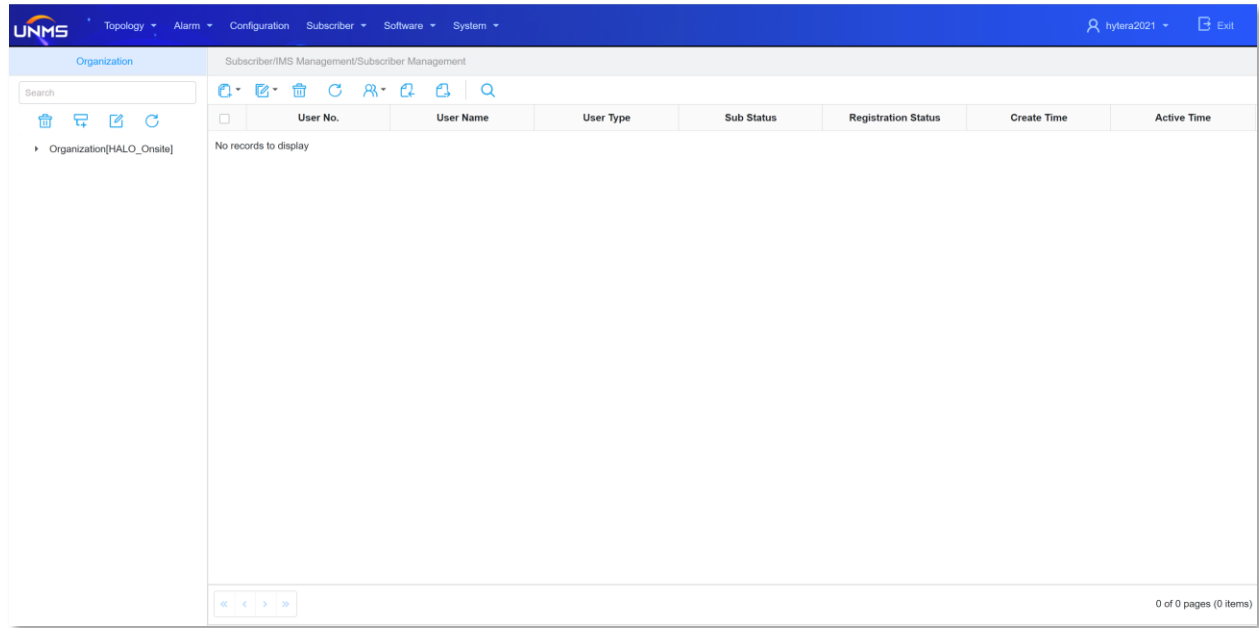 UNMS Topology Alarm Configuration Subscriber Software System hytera2021 Exit
Organization Subscriber/IMS Management/Subscriber Management
Search
User No. User Name User Type Sub Status Registration Status Create Time Active Time
Organization[HALO_Onsite] No records to display
0 of 0 pages (0 items)